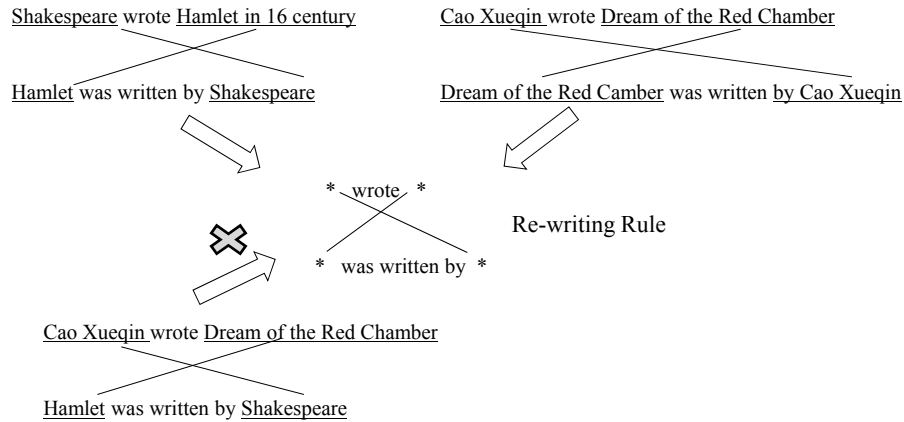 Shakespeare wrote Hamlet in 16 century
Hamlet was written by Shakespeare
Cao Xueqin wrote Dream of the Red Chamber
Dream of the Red Camber was written by Cao Xueqin
* wrote *
* was written by *
Re-writing Rule
Cao Xueqin wrote Dream of the Red Chamber
Hamlet was written by Shakespeare